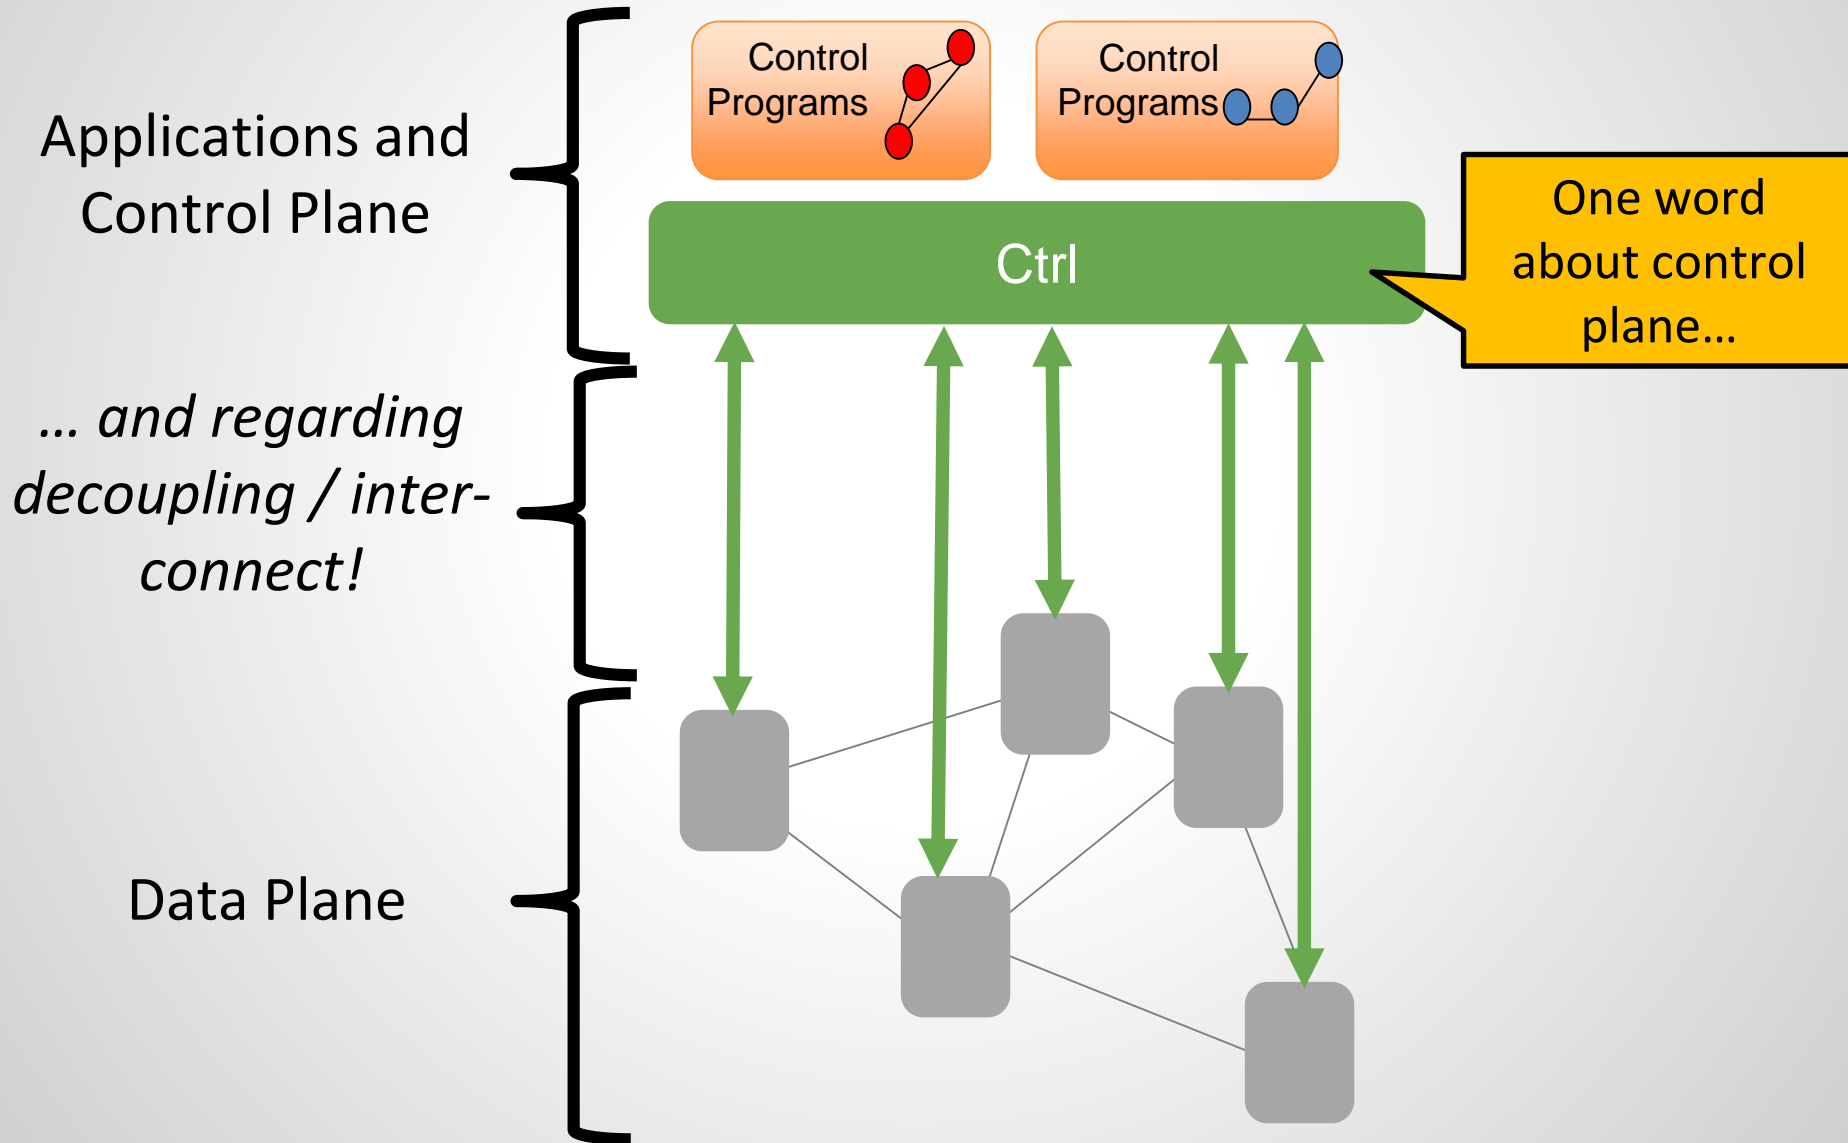 Control
Programs
Control
Programs
Applications and
Control Plane
Ctrl
One word
about control
plane...
... and regarding
decoupling / inter-
connect!
Data Plane